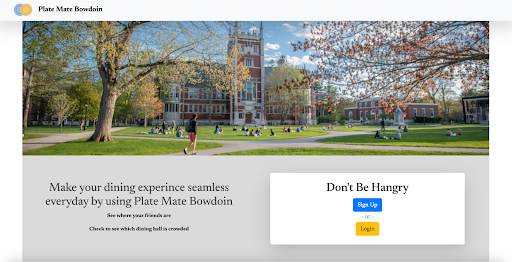 Plate Mate Bowdoin
Make your dining experince seamless
everyday by using Plate Mate Bowdoin
See where your friends are
Check to see which dining hall is crowded
Don't Be Hangry
Sign Up
- or -
Login